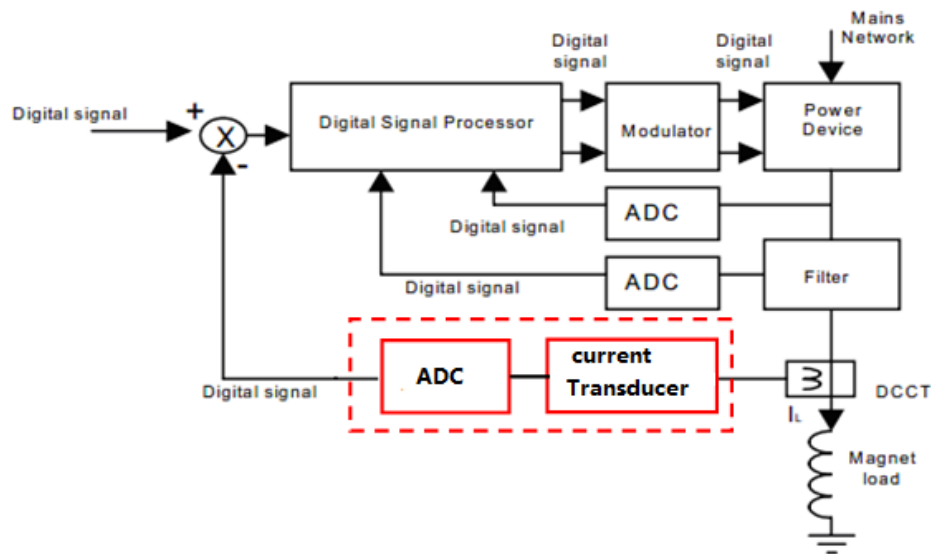 Mains
Network
Digital
signal
Digital
signal
Digital signal
+
X
-
Digital Signal Processor
Modulator
Power
Device
ADC
Digital signal
ADC
Digital signal
Filter
ADC
current
Transducer
Digital signal
DCCT
IL
Magnet
load